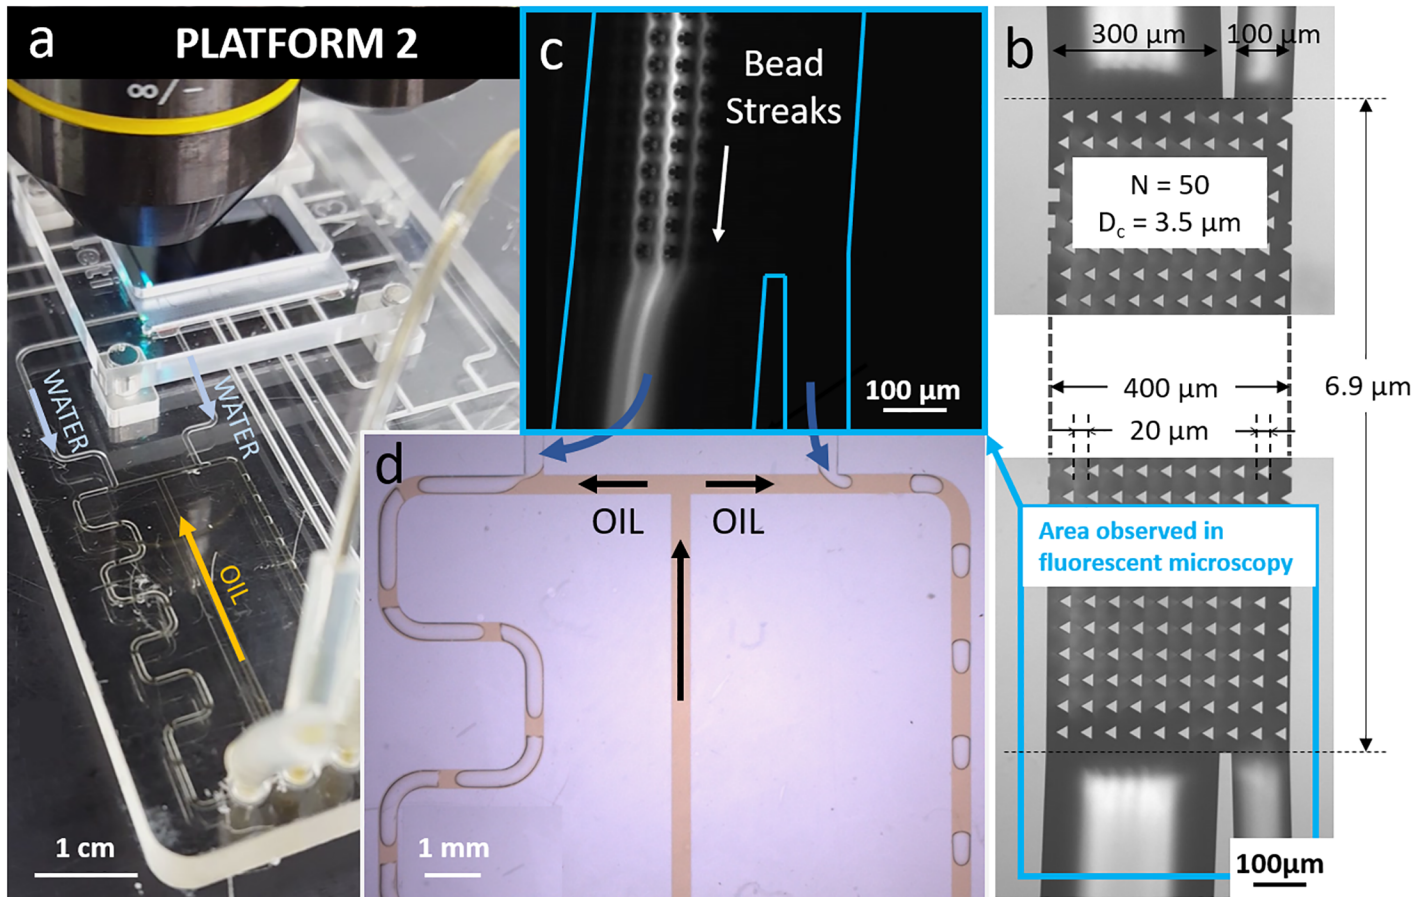 a
PLATFORM 2
∞/–
WATER
WATER
OIL
1 cm
c
Bead
Streaks
100 µm
d
OIL
OIL
1 mm
b
300 µm
100 µm
N = 50
Dc = 3.5 µm
400 µm
20 µm
6.9 µm
Area observed in
fluorescent microscopy
100µm